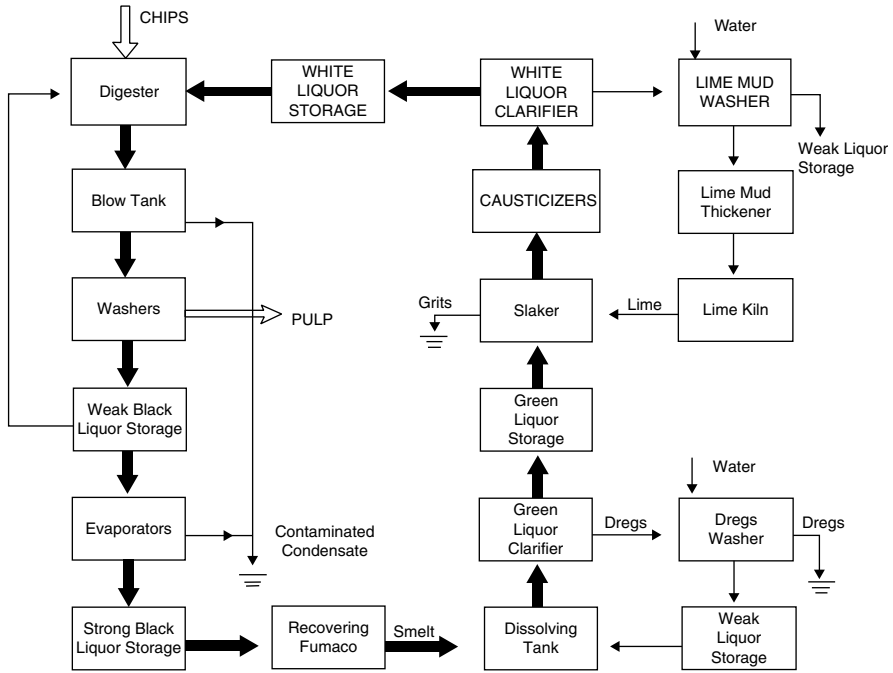 CHIPS
Digester
WHITE
LIQUOR
STORAGE
WHITE
LIQUOR
CLARIFIER
Water
LIME MUD
WASHER
Weak Liquor
Storage
Blow Tank
CAUSTICIZERS
Lime Mud
Thickener
Washers
PULP
Grits
Slaker
Lime
Lime Kiln
Weak Black
Liquor Storage
Green
Liquor
Storage
Evaporators
Contaminated
Condensate
Green
Liquor
Clarifier
Dregs
Water
Dregs
Washer
Dregs
Strong Black
Liquor Storage
Recovering
Fumaco
Smelt
Dissolving
Tank
Weak
Liquor
Storage